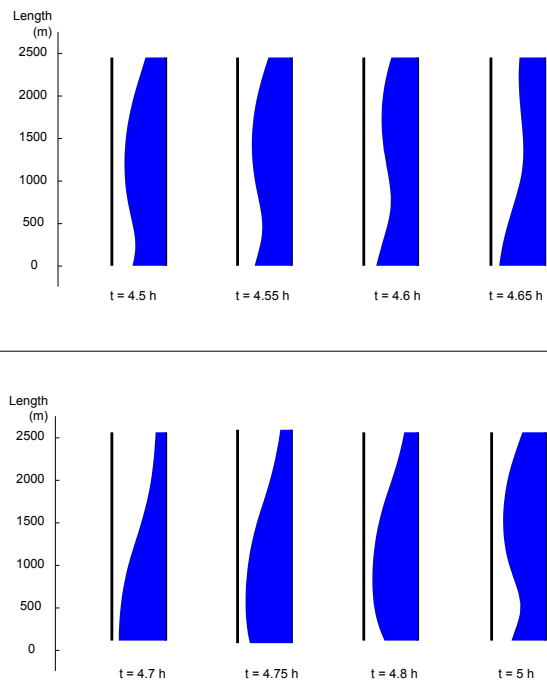 Length
(m)
2500
2000
1500
1000
500
0
t = 4.5 h
t = 4.55 h
t = 4.6 h
t = 4.65 h
Length
(m)
2500
2000
1500
1000
500
0
t = 4.7 h
t = 4.75 h
t = 4.8 h
t = 5 h